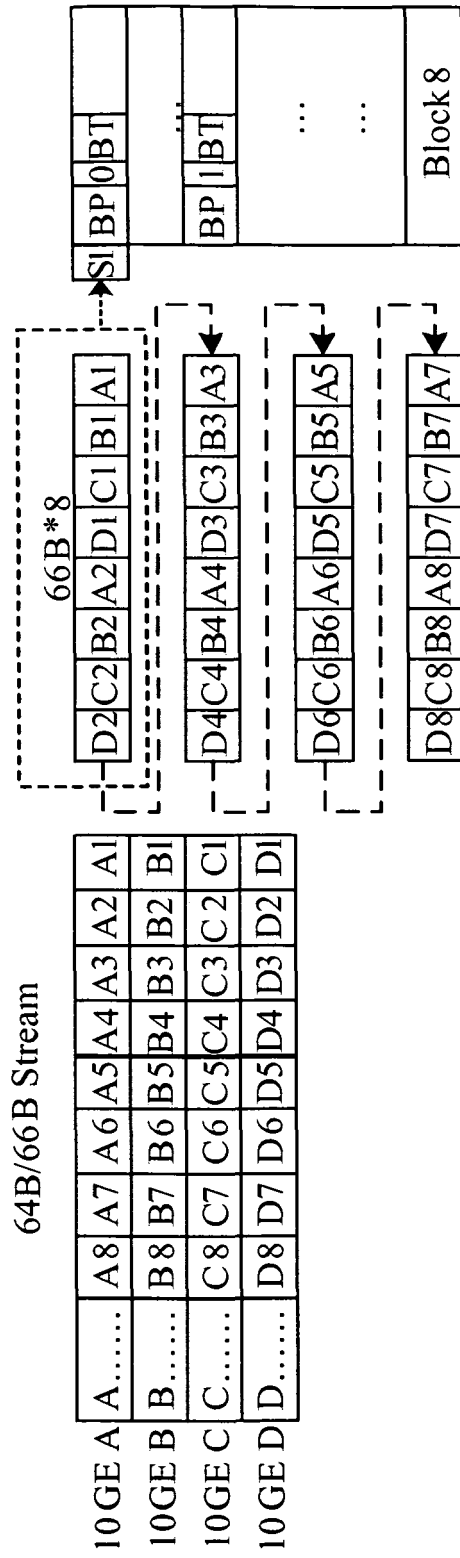 64B/66B Stream
10GE A A...... A8 A7 A6 A5 A4 A3 A2 A1
10GE B B...... B8 B7 B6 B5 B4 B3 B2 B1
10GE C C...... C8 C7 C6 C5 C4 C3 C2 C1
10GE D D...... D8 D7 D6 D5 D4 D3 D2 D1
66B*8
D2 C2 B2 A2 D1 C1 B1 A1
D4 C4 B4 A4 D3 C3 B3 A3
D6 C6 B6 A6 D5 C5 B5 A5
D8 C8 B8 A8 D7 C7 B7 A7
S1 BP 0 BT
...
BP 1 BT
... ...
...
Block8